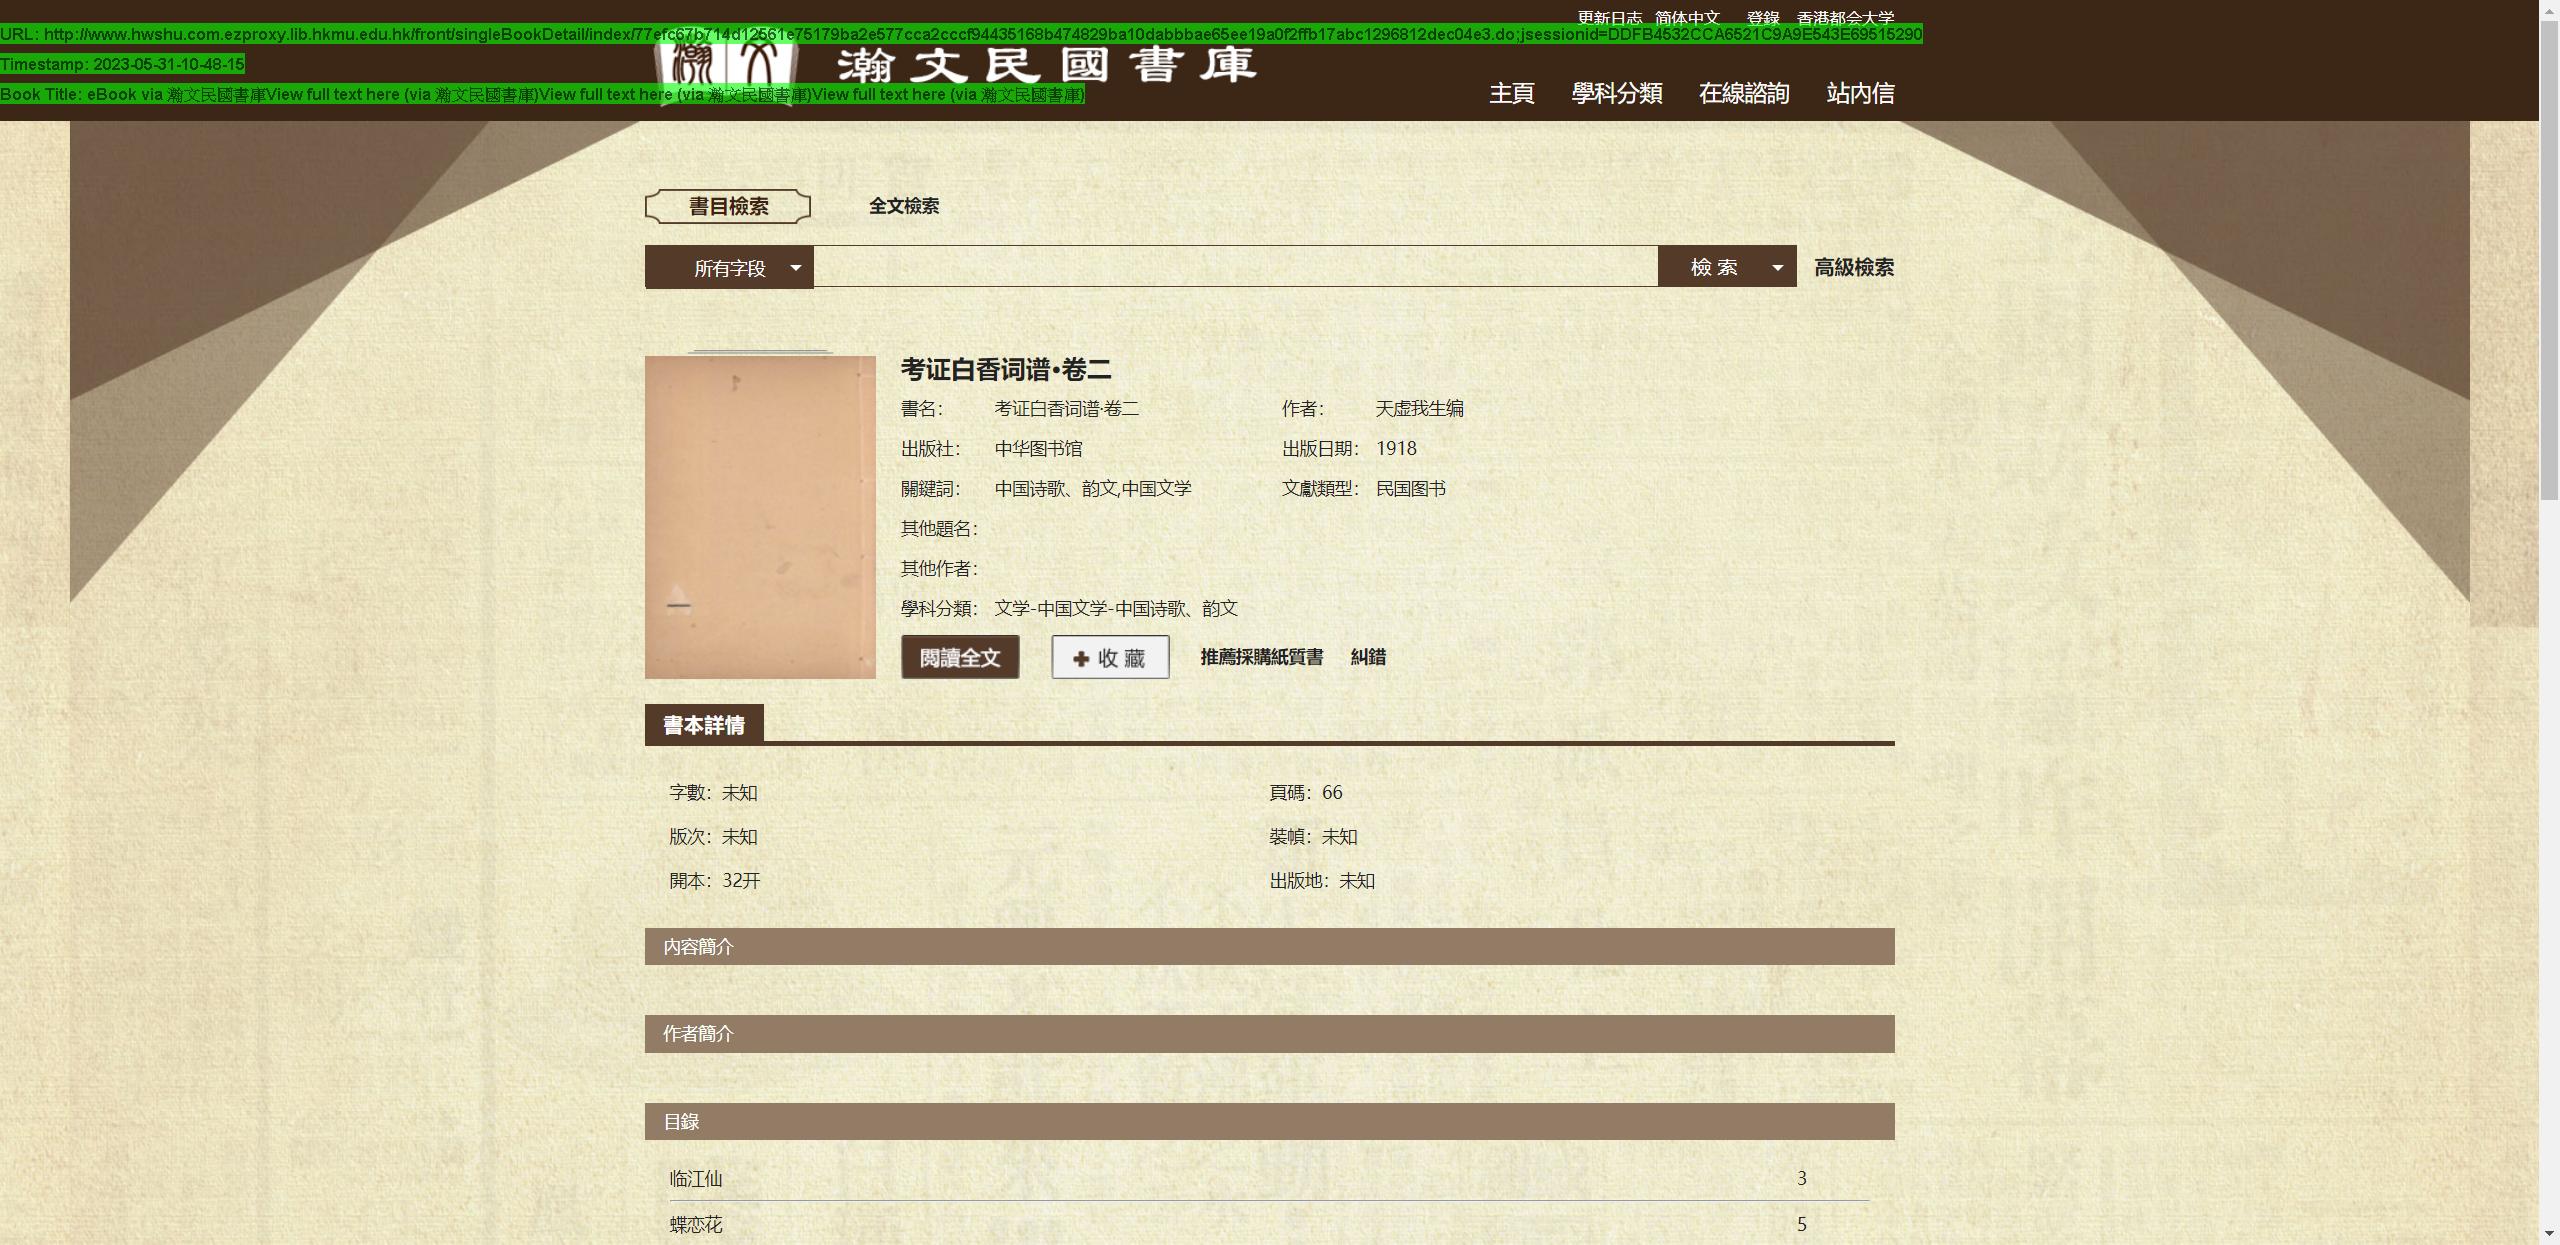 更新日志 简体中文 登錄 香港都会大学
URL: http://www.hwshu.com.ezproxy.lib.hkmu.edu.hk/front/singleBookDetail/index/77efc67b714d12561e75179ba2e577cca2cccf94435168b474829ba10dabbbae65ee19a0f2ffb17abc1296812dec04e3.do;jsessionid=DDFB4532CCA6521C9A9E543E69515290
瀚文民國書庫
Timestamp: 2023-05-31-10-48-15
Book Title: eBook via 瀚文民國書庫View full text here (via 瀚文民國書庫)View full text here (via 瀚文民國書庫)View full text here (via 瀚文民國書庫)
主頁 學科分類 在線諮詢 站內信
書目檢索 全文檢索
所有字段 檢索 高級檢索
考证白香词谱·卷二
書名： 考证白香词谱·卷二 作者： 天虚我生编
出版社： 中华图书馆 出版日期： 1918
關鍵詞： 中国诗歌、韵文,中国文学 文獻類型： 民国图书
其他題名：
其他作者：
學科分類： 文学-中国文学-中国诗歌、韵文
閱讀全文 收藏 推薦採購紙質書 糾錯
書本詳情
字數：未知 頁碼：66
版次：未知 裝幀：未知
開本：32开 出版地：未知
內容簡介
作者簡介
目錄
临江仙 3
蝶恋花 5